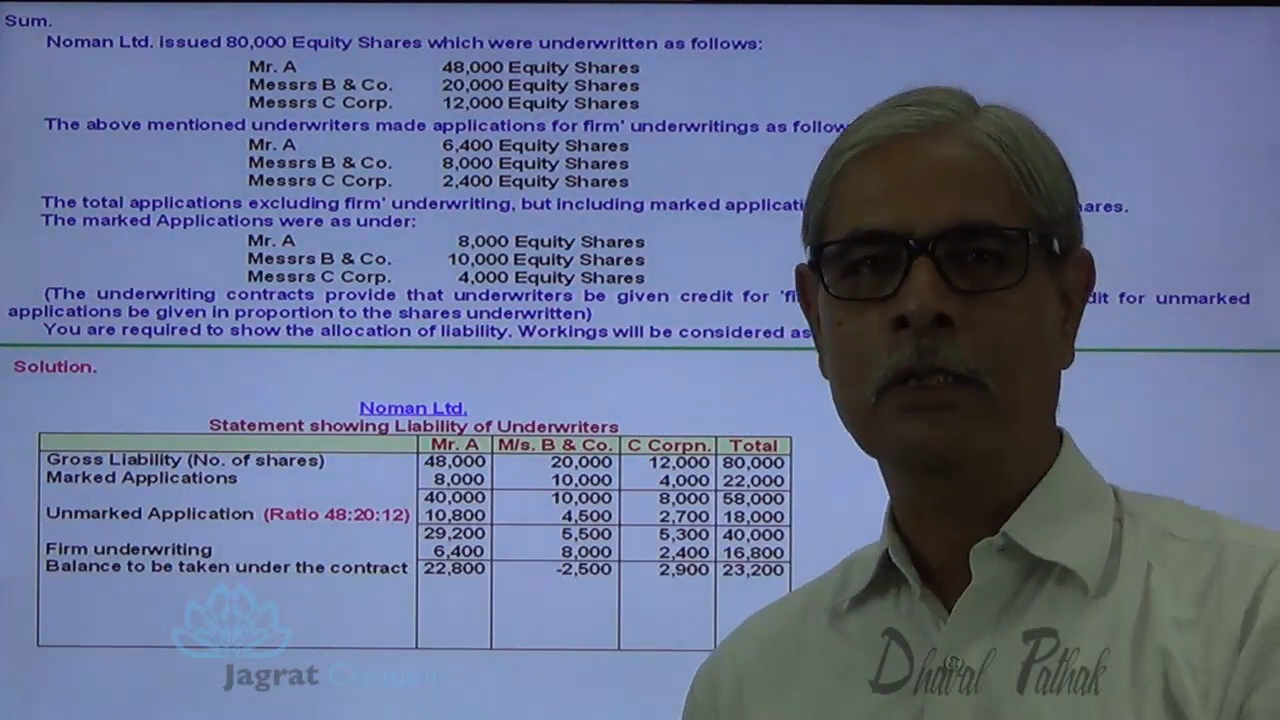 Sum.
Noman Ltd. issued 80,000 Equity Shares which were underwritten as follows:
Mr. A 48,000 Equity Shares
Messrs B & Co. 20,000 Equity Shares
Messrs C Corp. 12,000 Equity Shares
The above mentioned underwriters made applications for firm' underwritings as
Mr. A 6,400 Equity Shares
Messrs B & Co. 8,000 Equity Shares
Messrs C Corp. 2,400 Equity Shares
The total applications excluding firm' underwriting, but including marked
The marked Applications were as under:
Mr. A 8,000 Equity Shares
Messrs B & Co. 10,000 Equity Shares
Messrs C Corp. 4,000 Equity Shares
(The underwriting contracts provide that underwriters be given credit for for unmarked
applications be given in proportion to the shares underwritten)
You are required to show the allocation of liability. Workings will be considered as
Solution.
Noman Ltd.
Statement showing Liability of Underwriters
Mr. A M/s. B & Co. C Corpn. Total
Gross Liability (No. of shares) 48,000 20,000 12,000 80,000
Marked Applications 8,000 10,000 4,000 22,000
40,000 10,000 8,000 58,000
Unmarked Application (Ratio 48:20:12) 10,800 4,500 2,700 18,000
29,200 5,500 5,300 40,000
Firm underwriting 6,400 8,000 2,400 16,800
Balance to be taken under the contract 22,800 -2,500 2,900 23,200
Jagrat
Dhaval Pathak